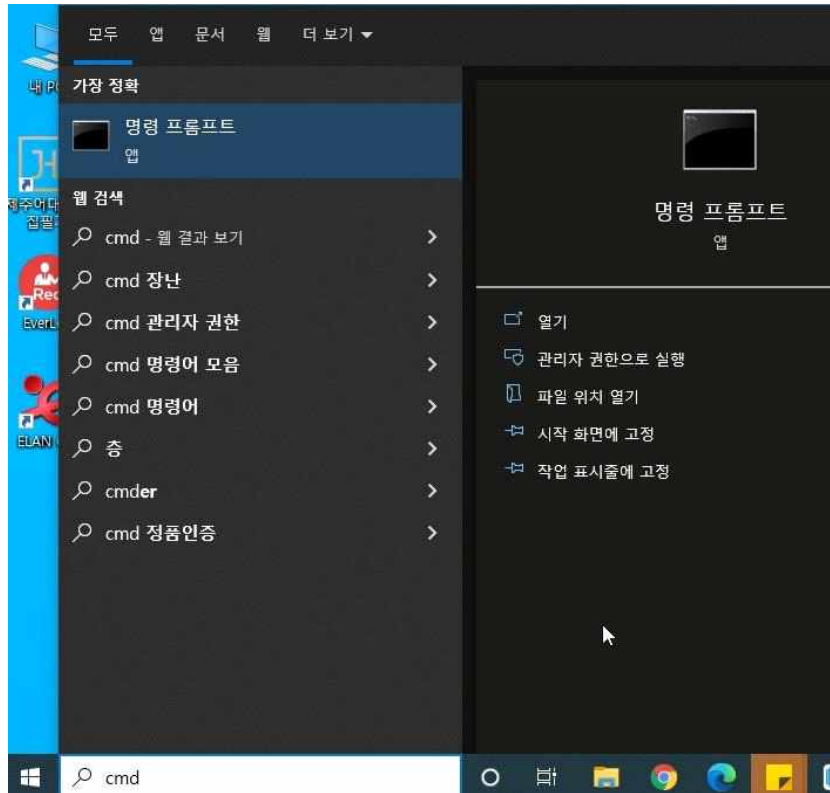 모두 앱 문서 웹 더 보기
내 P
가장 정확
명령 프롬프트
앱
웹 검색
cmd - 웹 결과 보기
cmd 장난
cmd 관리자 권한
cmd 명령어 모음
cmd 명령어
층
cmder
cmd 정품인증
Rec
EverL
ELAN
명령 프롬프트
앱
열기
관리자 권한으로 실행
파일 위치 열기
시작 화면에 고정
작업 표시줄에 고정
cmd